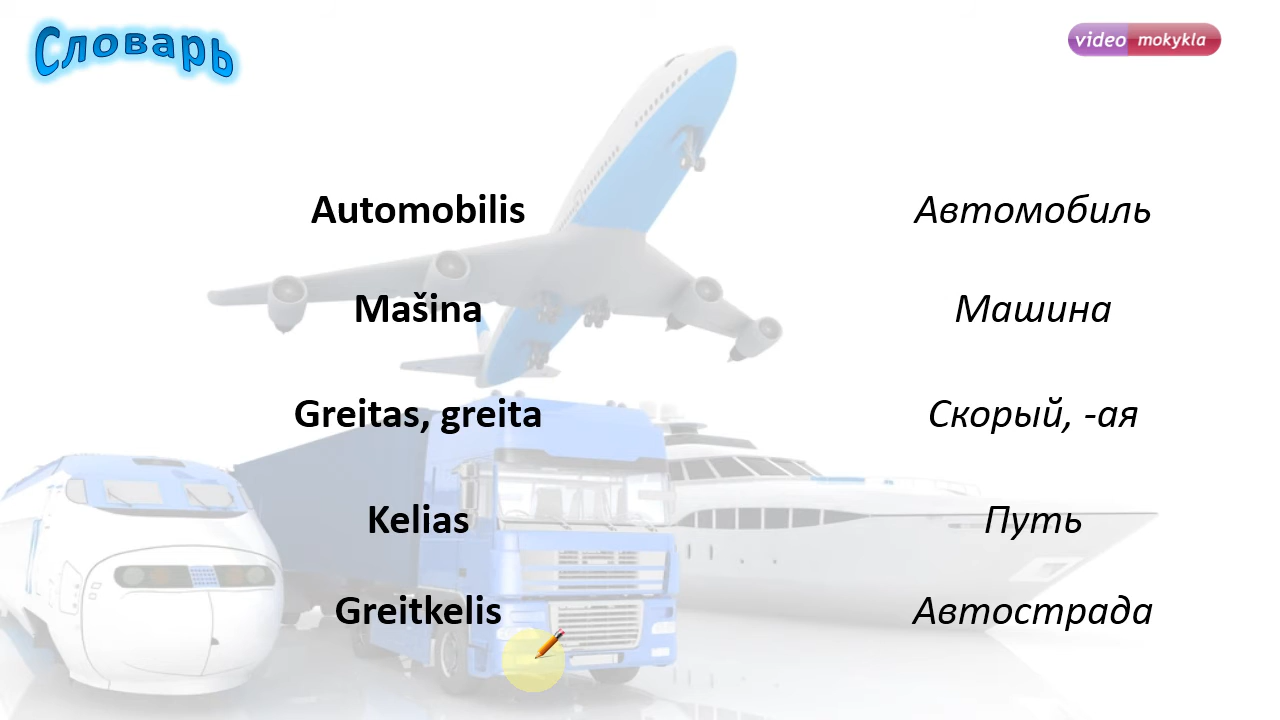 Словарь
video mokykla
Automobilis Автомобиль
Mašina Машина
Greitas, greita Скорый, -ая
Kelias Путь
Greitkelis Автострада